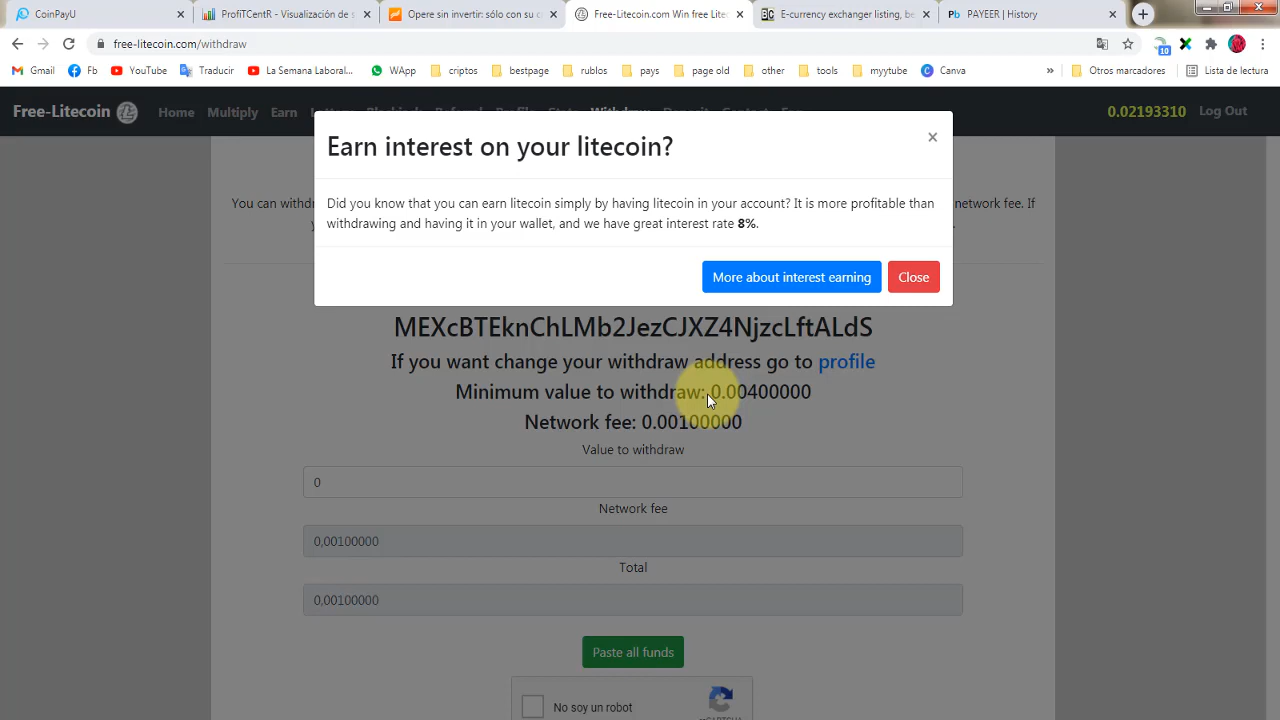 CoinPayU
ProfiTCentR - Visualización de s
Opere sin invertir: sólo en su c
Free-Litecoin.com Win free Lite
E-currency exchanger listing, be
PAYEER | History
free-litecoin.com/withdraw
10
Gmail
Fb
YouTube
Traducir
La Semana Laboral...
WApp
criptos
bestpage
rublos
pays
page old
other
tools
myytube
Canva
»
Otros marcadores
Lista de lectura
Free-Litecoin
Home
Multiply
Earn
0.02193310
Log Out
Earn interest on your litecoin?
×
Did you know that you can earn litecoin simply by having litecoin in your account? It is more profitable than
withdrawing and having it in your wallet, and we have great interest rate 8%.
More about interest earning
Close
You can withd
network fee. If
MEXcBTEknChLMb2JezCJXZ4NjzcLftALdS
If you want change your withdraw address go to profile
Minimum value to withdraw: 0.00400000
Network fee: 0.00100000
Value to withdraw
0
Network fee
0,00100000
Total
0,00100000
Paste all funds
No soy un robot